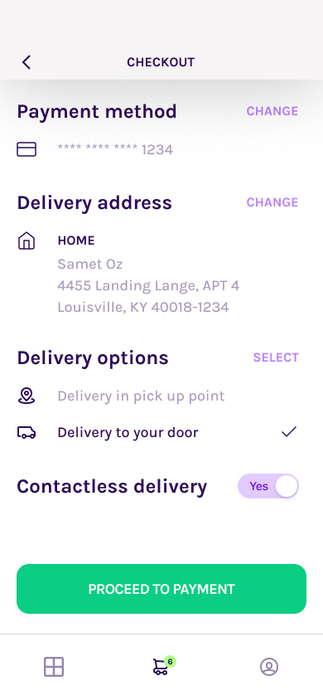 CHECKOUT
Payment method CHANGE
**** **** **** 1234
Delivery address CHANGE
HOME
Samet Oz
4455 Landing Lange, APT 4
Louisville, KY 40018-1234
Delivery options SELECT
Delivery in pick up point
Delivery to your door
Contactless delivery Yes
PROCEED TO PAYMENT
6